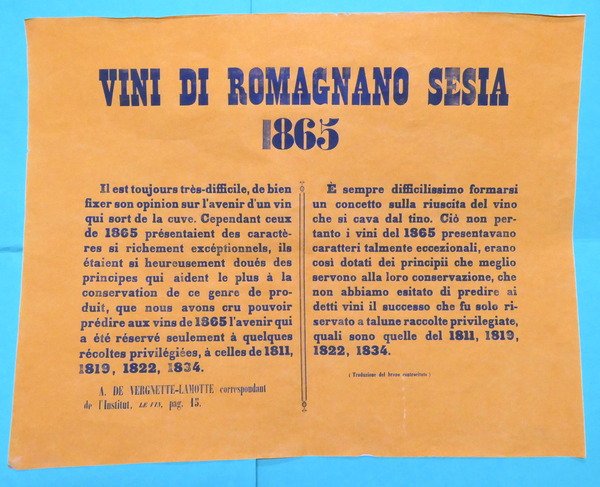 VINI DI ROMAGNANO SESIA
1865
Il est toujours très-difficile, de bien
fixer son opinion sur l'avenir d'un vin
qui sort de la cuve. Cependant ceux
de 1865 présentaient des caractè-
res si richement excéptionnels, ils
étaient si heureusement doués des
principes qui aident le plus à la
conservation de ce genre de pro-
duit, que nous avons cru pouvoir
prédire aux vins de 1865 l'avenir qui
a été réservé seulement à quelques
récoltes privilégiées, à celles de 1811,
1819, 1822, 1834.
A. DE VERGNETTE-LAMOTTE correspondant
de l'Institut, LE VIN, pag. 15.
È sempre difficilissimo formarsi
un concetto sulla riuscita del vino
che si cava dal tino. Ciò non per-
tanto i vini del 1865 presentavano
caratteri talmente eccezionali, erano
così dotati dei principii che meglio
servono alla loro conservazione, che
non abbiamo esitato di predire ai
detti vini il successo che fu solo ri-
servato a talune raccolte privilegiate,
quali sono quelle del 1811, 1819,
1822, 1834.
(Traduzione del brano controscritto)